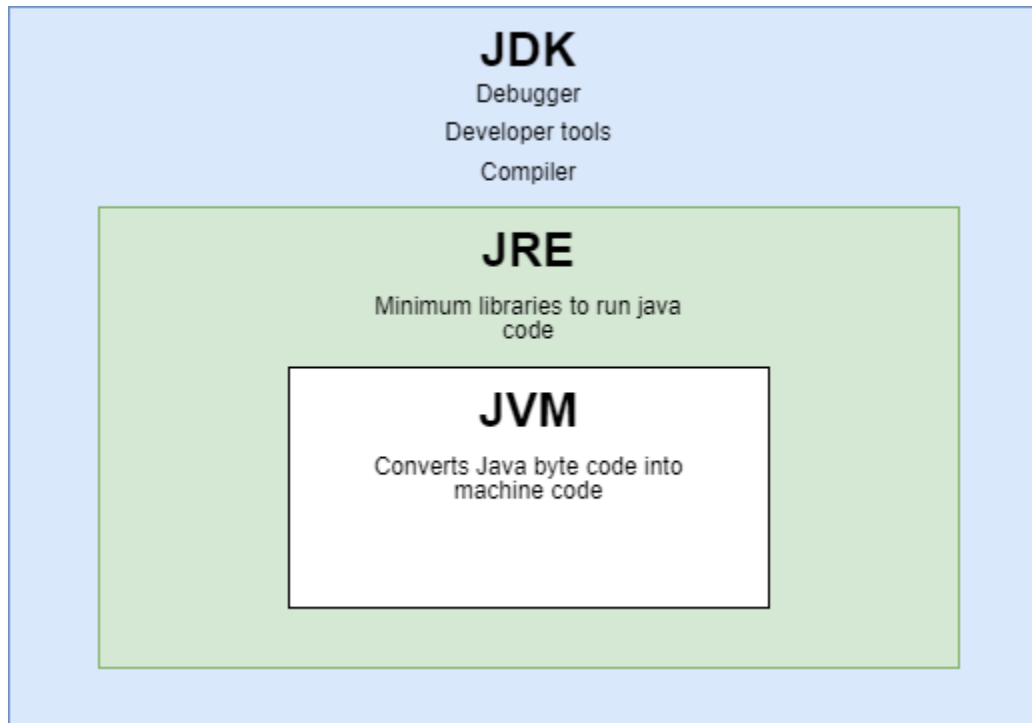 JDK
Debugger
Developer tools
Compiler
JRE
Minimum libraries to run java
code
JVM
Converts Java byte code into
machine code